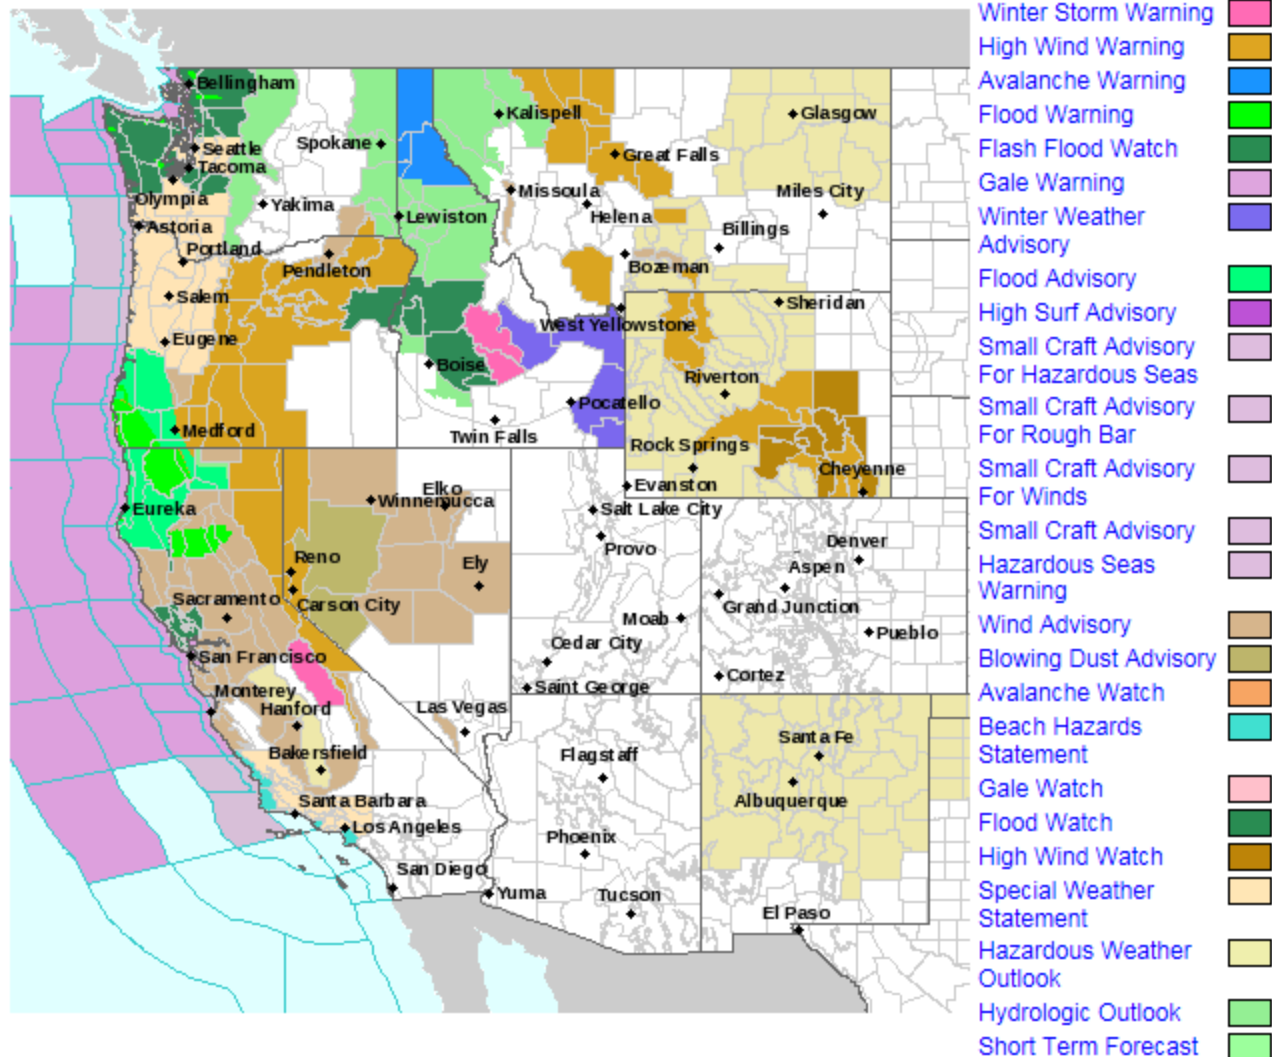 Bellingham
Seattle
Tacoma
Olympia
Astoria
Yakima
Spokane
Kalispell
Great Falls
Glasgow
Missoula
Helena
Miles City
Lewiston
Billings
Portland
Pendleton
Bozeman
Salem
Sheridan
West Yellowstone
Eugene
Boise
Riverton
Pocatello
Medford
Twin Falls
Rock Springs
Cheyenne
Evanston
Elko
Winnemucca
Eureka
Salt Lake City
Provo
Denver
Aspen
Reno
Ely
Carson City
Grand Junction
Sacramento
Moab
Pueblo
San Francisco
Cedar City
Cortez
Saint George
Monterey
Hanford
Las Vegas
Bakersfield
Flagstaff
Santa Fe
Albuquerque
Santa Barbara
Los Angeles
Phoenix
San Diego
Yuma
Tucson
El Paso
Winter Storm Warning
High Wind Warning
Avalanche Warning
Flood Warning
Flash Flood Watch
Gale Warning
Winter Weather
Advisory
Flood Advisory
High Surf Advisory
Small Craft Advisory
For Hazardous Seas
Small Craft Advisory
For Rough Bar
Small Craft Advisory
For Winds
Small Craft Advisory
Hazardous Seas
Warning
Wind Advisory
Blowing Dust Advisory
Avalanche Watch
Beach Hazards
Statement
Gale Watch
Flood Watch
High Wind Watch
Special Weather
Statement
Hazardous Weather
Outlook
Hydrologic Outlook
Short Term Forecast